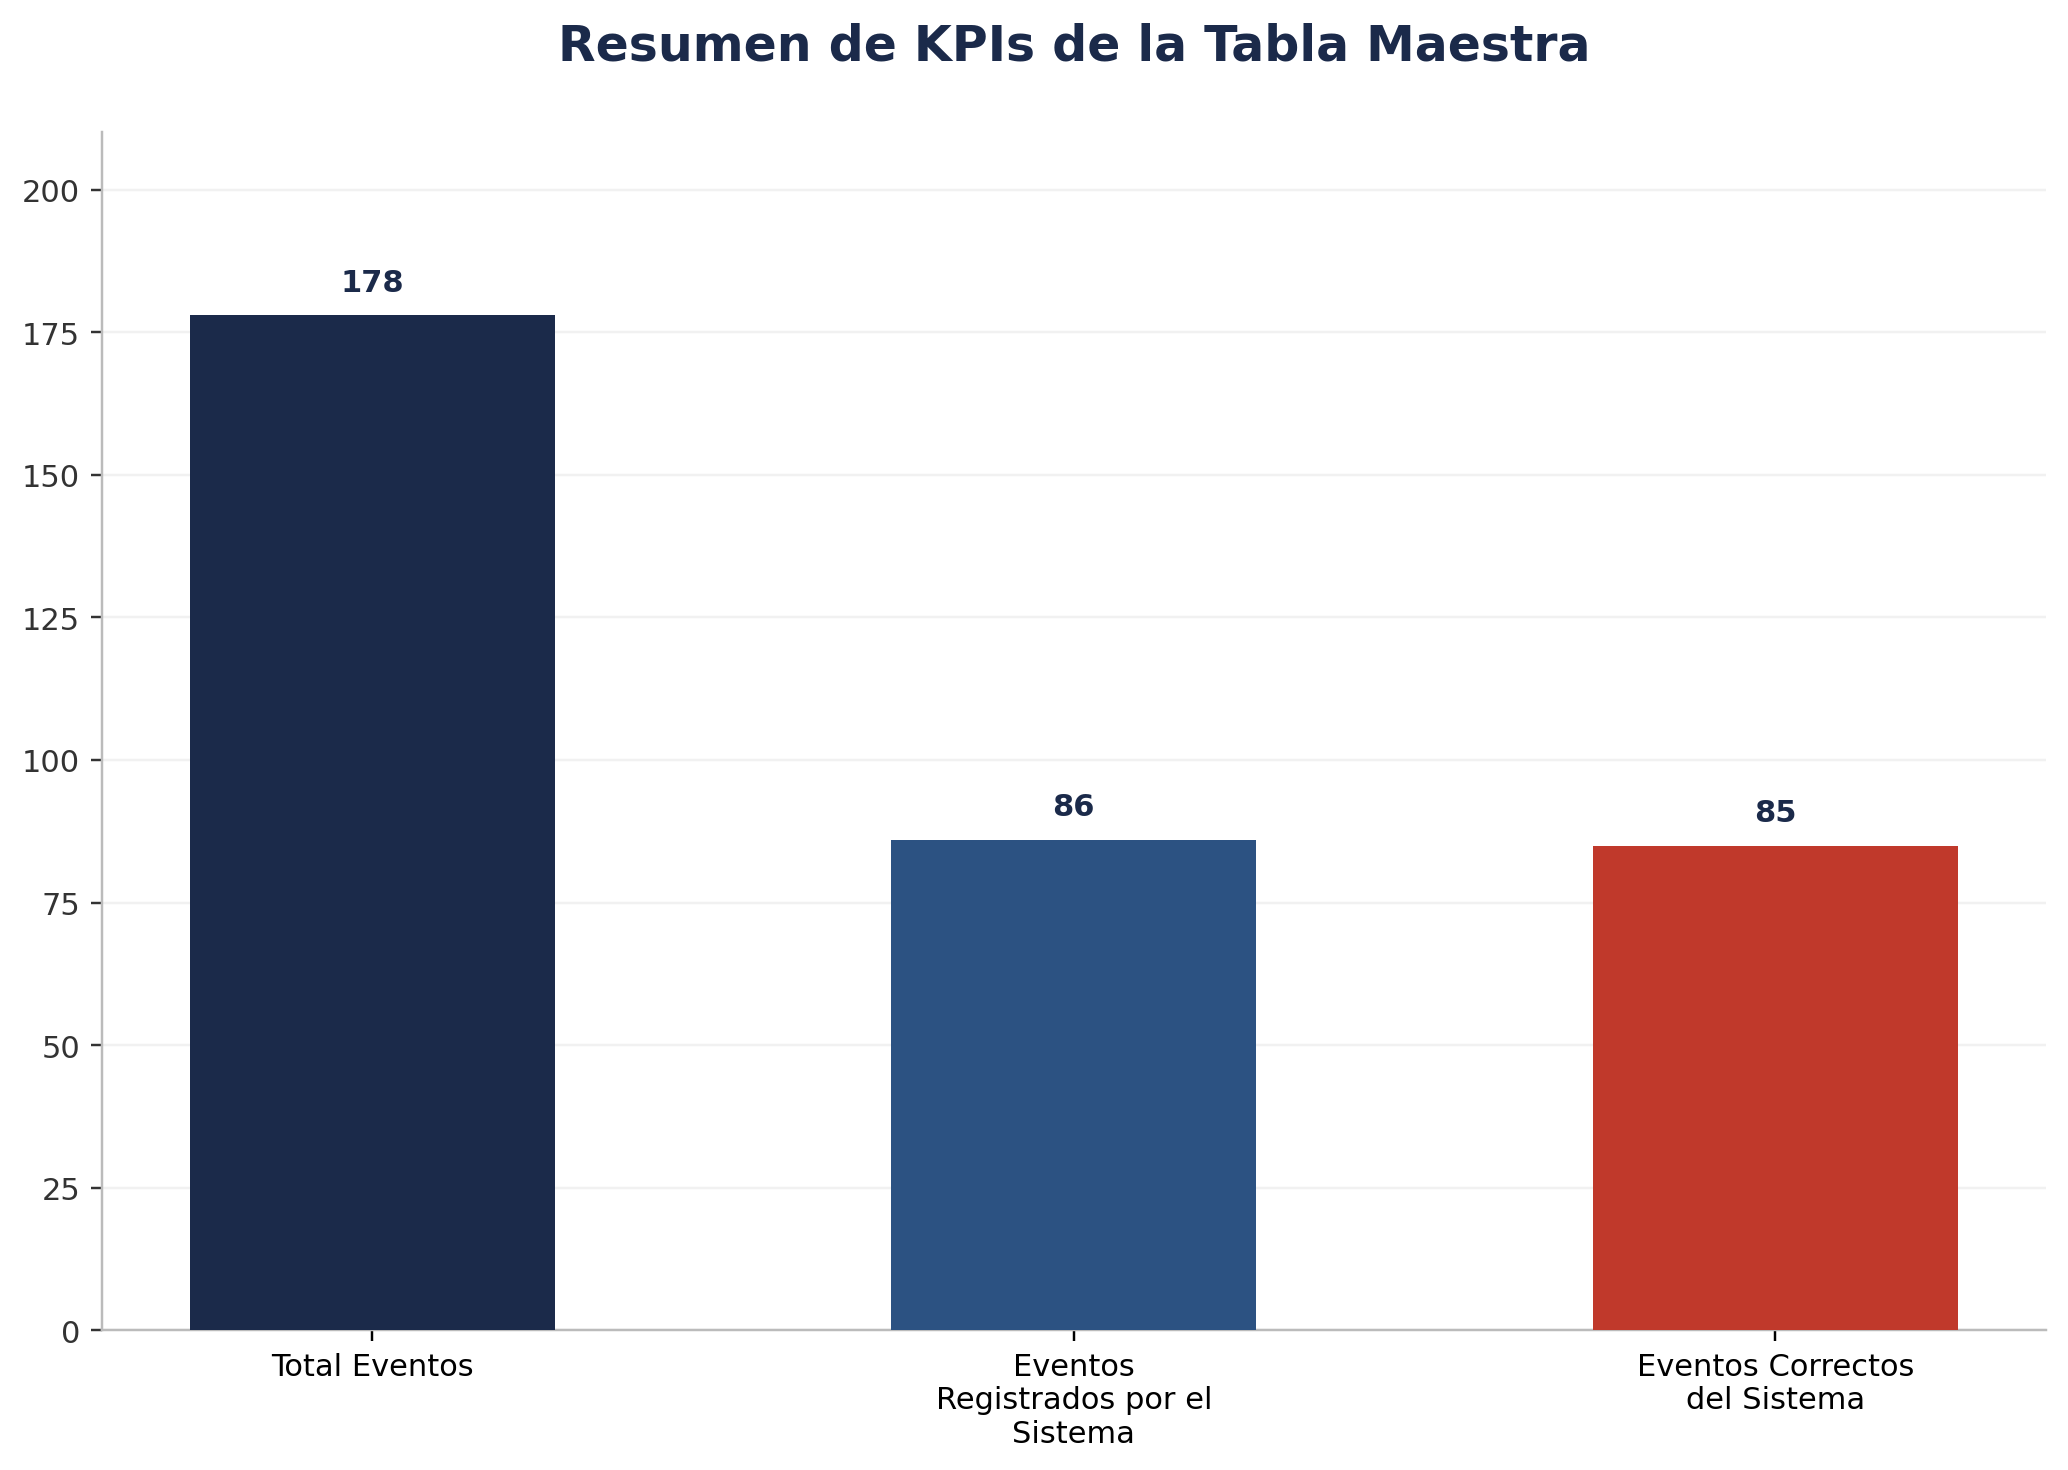 Resumen de KPIs de la Tabla Maestra
200
175
150
125
100
75
50
25
0
178
86
85
Total Eventos
Eventos
Registrados por el
Sistema
Eventos Correctos
del Sistema